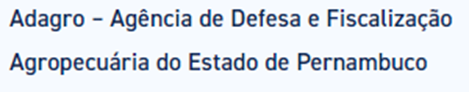 Adagro – Agência de Defesa e Fiscalização
Agropecuária do Estado de Pernambuco